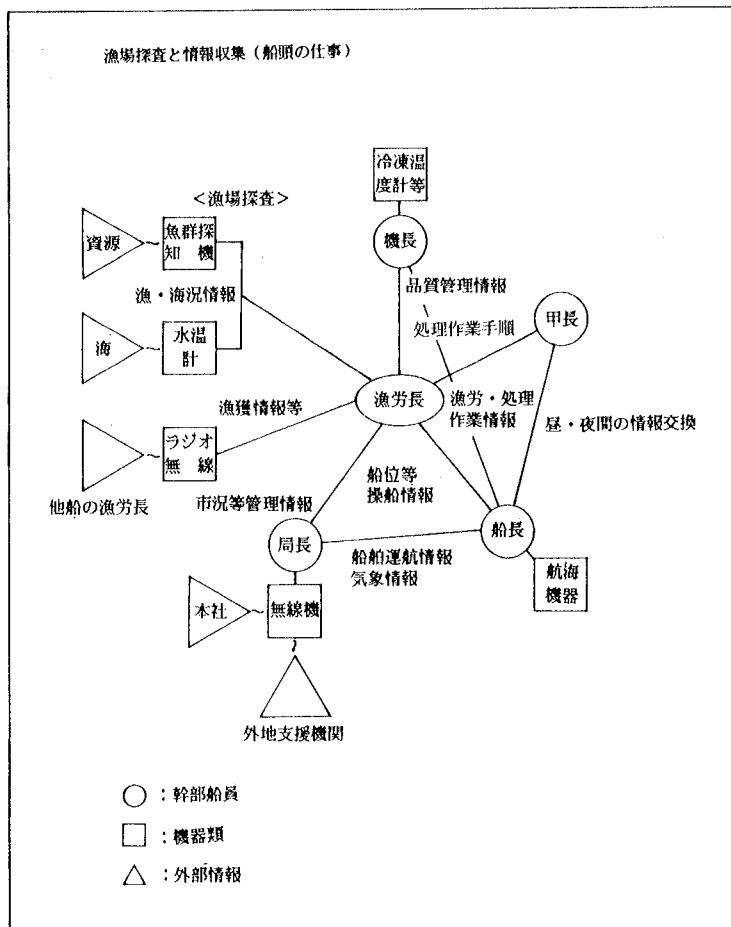 漁場探査と情報収集(船頭の仕事)
冷凍温
度計等
<漁場探査>
資源
魚群探
知機
機長
漁・海況情報
品質管理情報
甲長
海
水温
計
処理作業手順
漁労長
漁獲情報等
漁労・処理
作業情報
昼・夜間の情報交換
ラジオ
無線
他船の漁労長
船位等
操船情報
市況等管理情報
局長
船長
船舶運航情報
気象情報
航海
機器
本社
無線機
外地支援機関
○:幹部船員
□:機器類
△:外部情報